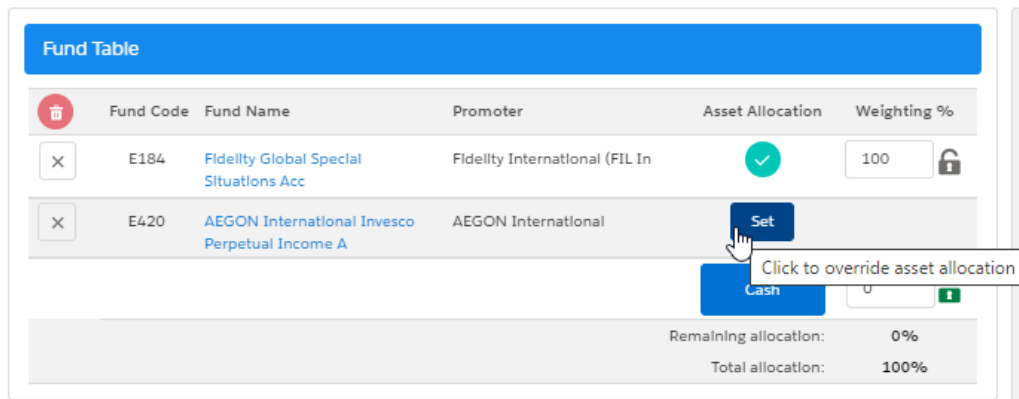 Fund Table
Fund Code Fund Name Promoter Asset Allocation Weighting %
E184 Fidelity Global Special Situations Acc Fidelity International (FIL In 100
E420 AEGON International Invesco Perpetual Income A AEGON International Set
Click to override asset allocation
Cash 0
Remaining allocation: 0%
Total allocation: 100%